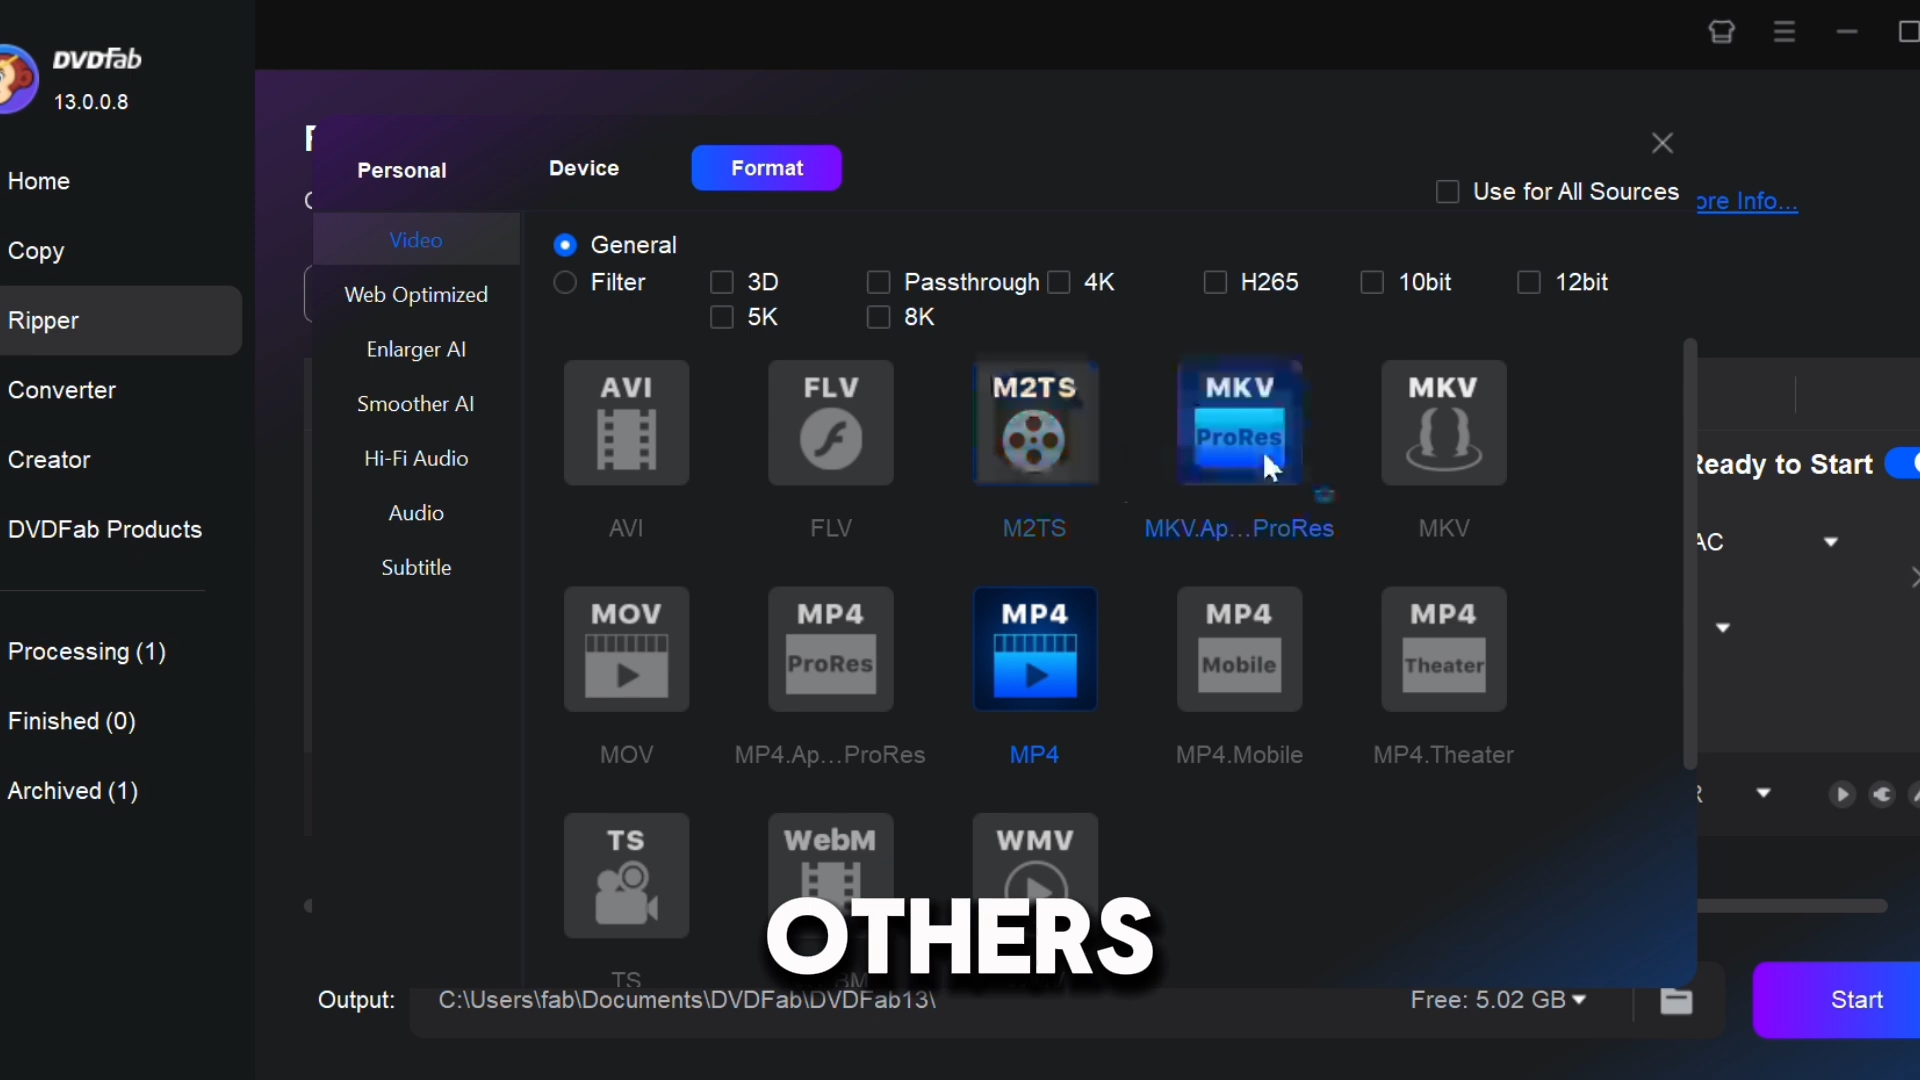 DVDFab
13.0.0.8
Home
Copy
Ripper
Converter
Creator
DVDFab Products
Processing (1)
Finished (0)
Archived (1)
Personal
Device
Format
Use for All Sources
ore Info...
Video
Web Optimized
Enlarger AI
Smoother AI
Hi-Fi Audio
Audio
Subtitle
General
Filter 3D Passthrough 4K H265 10bit 12bit
5K 8K
AVI FLV M2TS MKV MKV
ProRes
AVI FLV M2TS MKV.Ap...ProRes MKV
MOV MP4 MP4 MP4 MP4
ProRes Mobile Theater
MOV MP4.Ap...ProRes MP4 MP4.Mobile MP4.Theater
TS WebM WMV
TS
BM
OTHERS
Ready to Start
AC
R
Output: C:\Users\fab\Documents\DVDFab\DVDFab13\ Free: 5.02 GB
Start